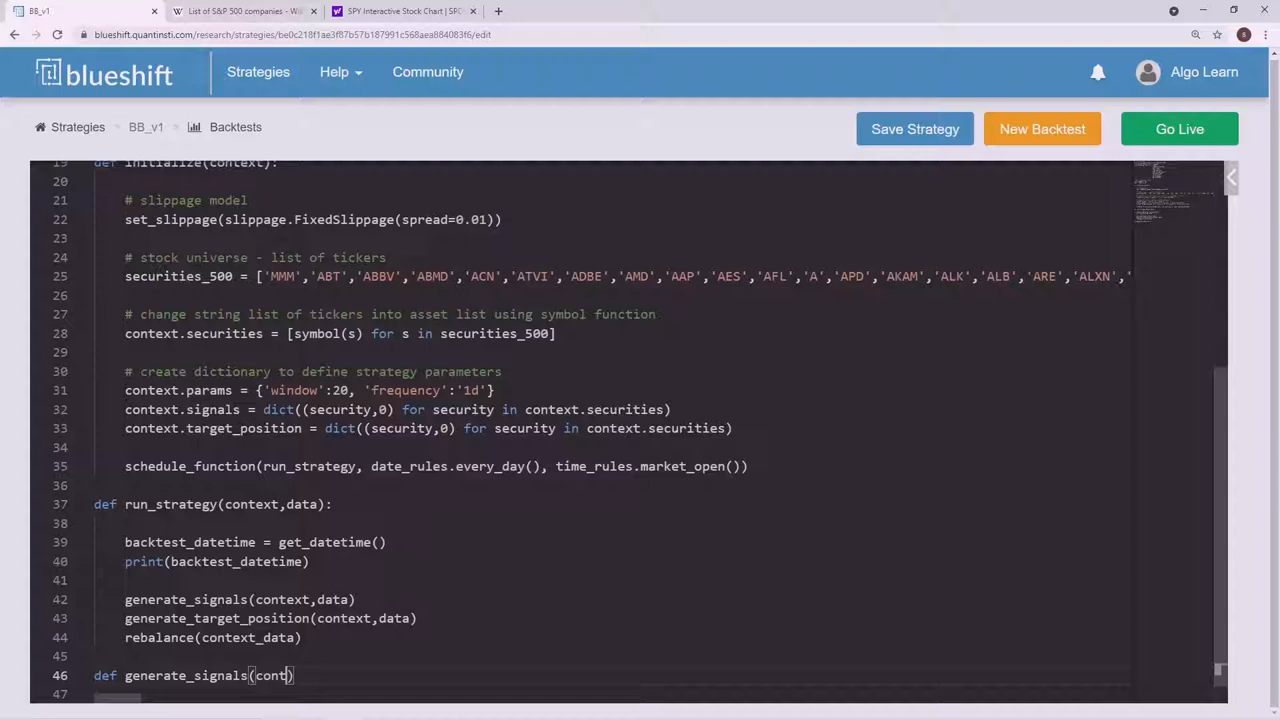 BB_v1
List of S&P 500 companies - Wik
SPY Interactive Stock Chart | SPD
blueshift.quantinsti.com/research/strategies/be0c218f1ae3f87b57b187991c568aea884083f6/edit
S
blueshift
Strategies
Help
Community
Algo Learn
Strategies
BB_v1
Backtests
Save Strategy
New Backtest
Go Live
19 def initialize(context):
20
21 # slippage model
22 set_slippage(slippage.FixedSlippage(spread=0.01))
23
24 # stock universe - list of tickers
25 securities_500 = ['MMM','ABT','ABBV','ABMD','ACN','ATVI','ADBE','AMD','AAP','AES','AFL','A','APD','AKAM','ALK','ALB','ARE','ALXN','
26
27 # change string list of tickers into asset list using symbol function
28 context.securities = [symbol(s) for s in securities_500]
29
30 # create dictionary to define strategy parameters
31 context.params = {'window':20, 'frequency':'1d'}
32 context.signals = dict((security,0) for security in context.securities)
33 context.target_position = dict((security,0) for security in context.securities)
34
35 schedule_function(run_strategy, date_rules.every_day(), time_rules.market_open())
36
37 def run_strategy(context,data):
38
39 backtest_datetime = get_datetime()
40 print(backtest_datetime)
41
42 generate_signals(context,data)
43 generate_target_position(context,data)
44 rebalance(context_data)
45
46 def generate_signals(cont)
47